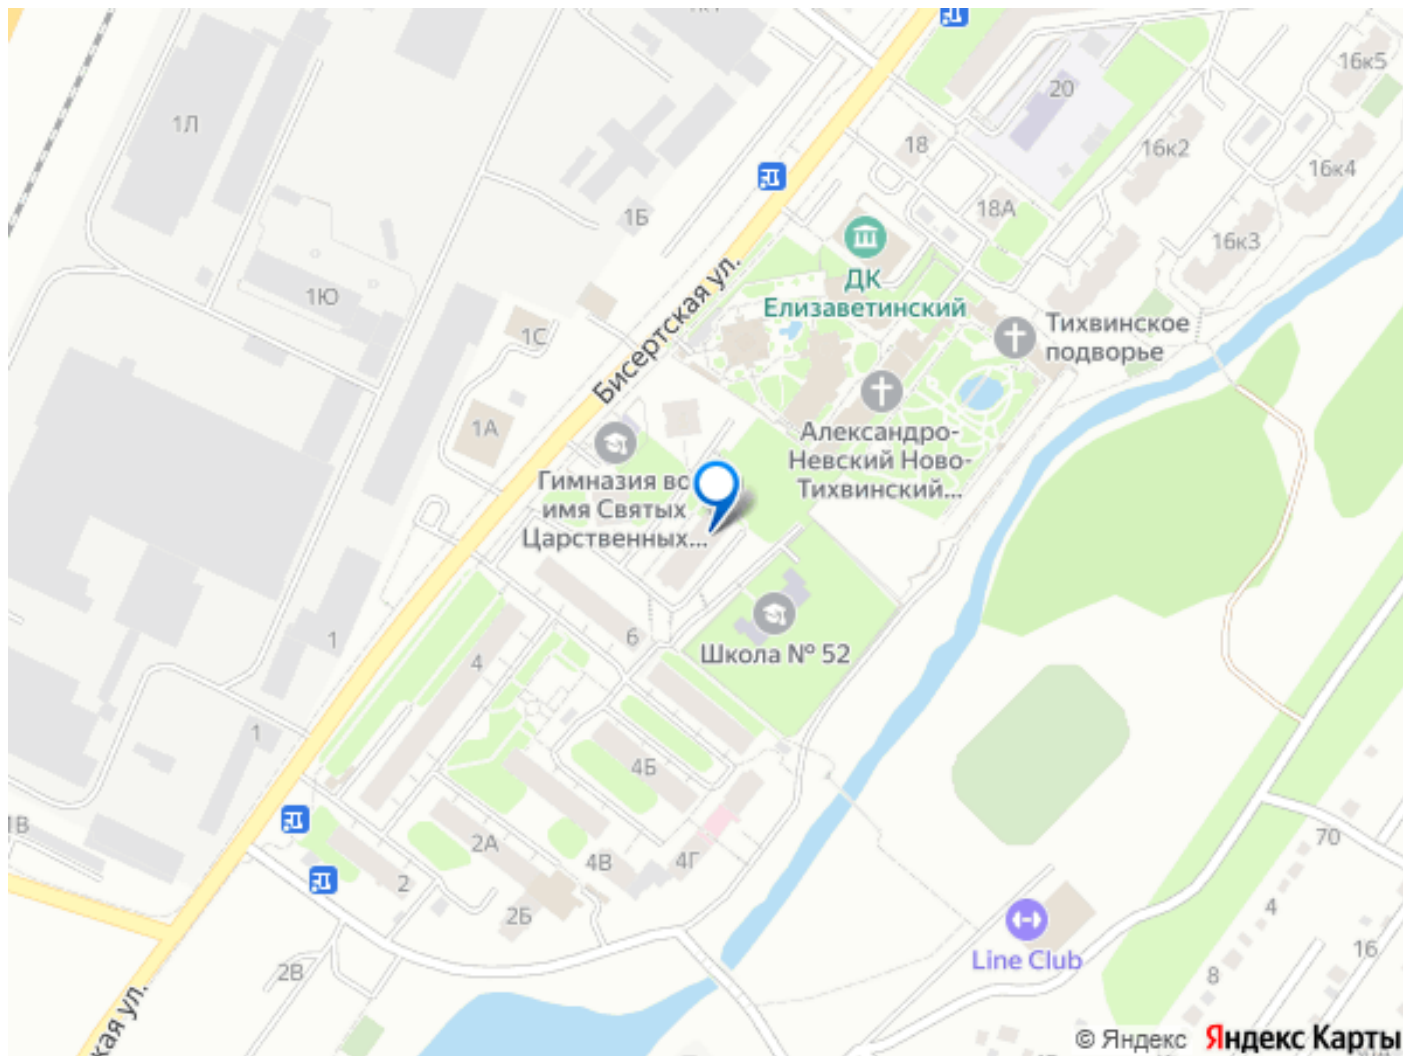 16к5
20
1Л
18
16к2
16к4
1Б
18А
16к3
ДК
Елизаветинский
1Ю
Бисертская ул.
1С
Тихвинское
подворье
1А
Александро-
Невский Ново-
Тихвинский...
Гимназия во
имя Святых
Царственных...
Школа № 52
6
1
4
1
4Б
1В
2А
4В
4Г
2
2Б
70
4
16
8
Line Club
2В
кая ул.
© Яндекс
Яндекс Карты